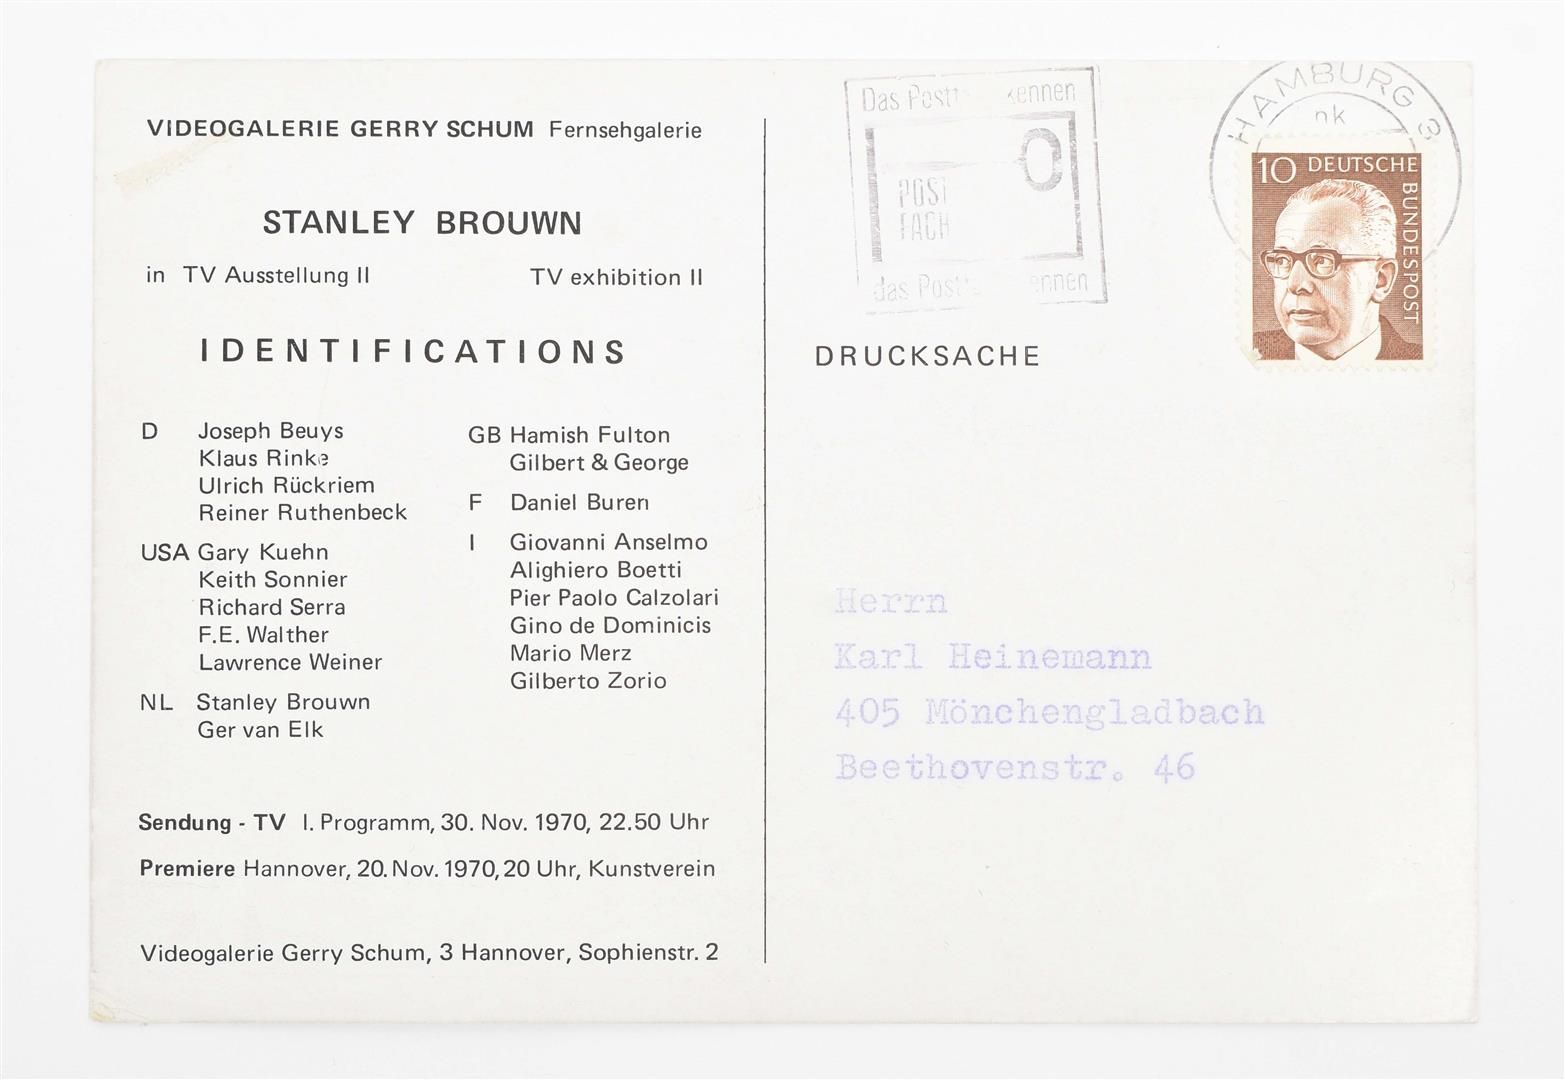 VIDEOGALERIE GERRY SCHUM Fernsehgalerie
STANLEY BROUWN
in TV Ausstellung II TV exhibition II
IDENTIFICATIONS
D Joseph Beuys
Klaus Rinke
Ulrich Rückriem
Reiner Ruthenbeck
USA Gary Kuehn
Keith Sonnier
Richard Serra
F.E. Walther
Lawrence Weiner
NL Stanley Brouwn
Ger van Elk
GB Hamish Fulton
Gilbert & George
F Daniel Buren
I Giovanni Anselmo
Alighiero Boetti
Pier Paolo Calzolari
Gino de Dominicis
Mario Merz
Gilberto Zorio
Sendung - TV I. Programm, 30. Nov. 1970, 22.50 Uhr
Premiere Hannover, 20. Nov. 1970, 20 Uhr, Kunstverein
Videogalerie Gerry Schum, 3 Hannover, Sophienstr. 2
Das
POST
FACH
das
HAMBURG 3
nk
10 DEUTSCHE
BUNDESPOST
DRUCKSACHE
Herrn
Karl Heinemann
405 Mönchengladbach
Beethovenstr. 46